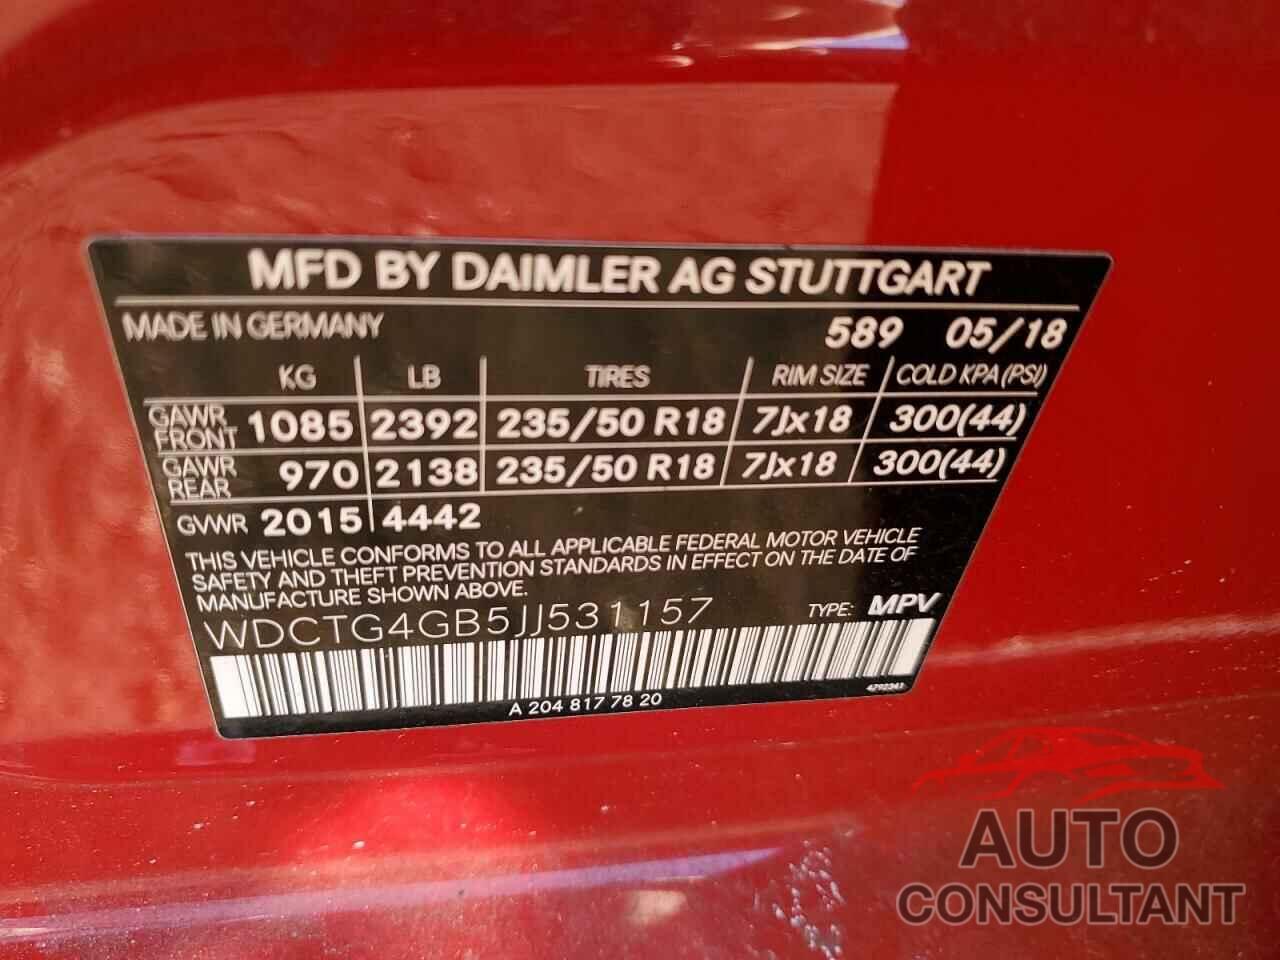 MFD BY DAIMLER AG STUTTGART
MADE IN GERMANY 589 05/18
KG LB TIRES RIM SIZE COLD KPA (PSI)
GAWR FRONT 1085 2392 235/50 R18 7Jx18 300(44)
GAWR REAR 970 2138 235/50 R18 7Jx18 300(44)
GVWR 2015 4442
THIS VEHICLE CONFORMS TO ALL APPLICABLE FEDERAL MOTOR VEHICLE
SAFETY AND THEFT PREVENTION STANDARDS IN EFFECT ON THE DATE OF
MANUFACTURE SHOWN ABOVE.
WDCTG4GB5JJ531157 TYPE: MPV
A 204 817 78 20 4792341
AUTO
CONSULTANT